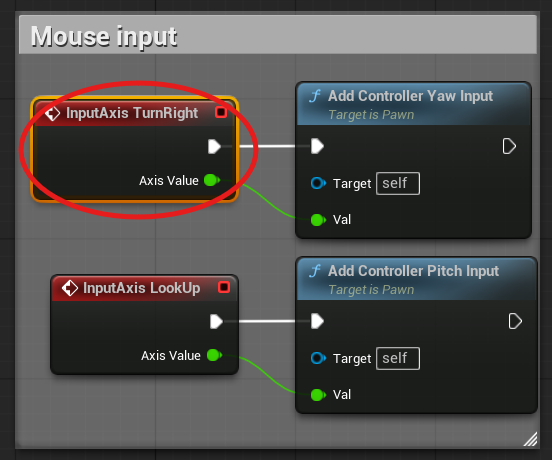 Mouse input
InputAxis TurnRight
Axis Value
f Add Controller Yaw Input
Target is Pawn
Target self
Val
InputAxis LookUp
Axis Value
f Add Controller Pitch Input
Target is Pawn
Target self
Val